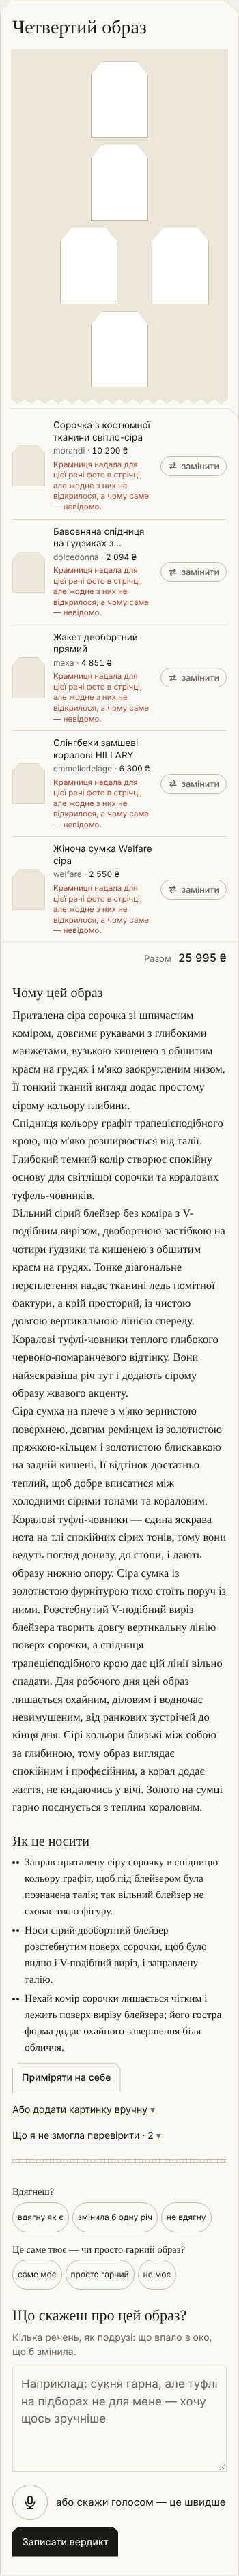 Четвертий образ
Сорочка з костюмної
тканини світло-сіра
morandi · 10 200 ₴
Крамниця надала для
цієї речі фото в стрічці,
але жодне з них не
відкрилося, а чому саме
— невідомо.
замінити
Бавовняна спідниця
на гудзиках з...
dolcedonna · 2 094 ₴
Крамниця надала для
цієї речі фото в стрічці,
але жодне з них не
відкрилося, а чому саме
— невідомо.
замінити
Жакет двобортний
прямий
maxa · 4 851 ₴
Крамниця надала для
цієї речі фото в стрічці,
але жодне з них не
відкрилося, а чому саме
— невідомо.
замінити
Слінгбеки замшеві
коралові HILLARY
emmeliedelage · 6 300 ₴
Крамниця надала для
цієї речі фото в стрічці,
але жодне з них не
відкрилося, а чому саме
— невідомо.
замінити
Жіноча сумка Welfare
сіра
welfare · 2 550 ₴
Крамниця надала для
цієї речі фото в стрічці,
але жодне з них не
відкрилося, а чому саме
— невідомо.
замінити
Разом 25 995 ₴
Чому цей образ
Приталена сіра сорочка зі шпичастим
коміром, довгими рукавами з глибокими
манжетами, вузькою кишенею з обшитим
краєм на грудях і м'яко заокругленим низом.
Її тонкий тканий вигляд додає простому
сірому кольору глибини.
Спідниця кольору графіт трапецієподібного
крою, що м'яко розширюється від талії.
Глибокий темний колір створює спокійну
основу для світлішої сорочки та коралових
туфель-човників.
Вільний сірий блейзер без коміра з V-
подібним вирізом, двобортною застібкою на
чотири гудзики та кишенею з обшитим
краєм на грудях. Тонке діагональне
переплетення надає тканині ледь помітної
фактури, а крій просторий, із чистою
довгою вертикальною лінією спереду.
Коралові туфлі-човники теплого глибокого
червоно-помаранчевого відтінку. Вони
найяскравіша річ тут і додають сірому
образу жвавого акценту.
Сіра сумка на плече з м'яко зернистою
поверхнею, довгим ремінцем із золотистою
пряжкою-кільцем і золотистою блискавкою
на задній кишені. Її відтінок достатньо
теплий, щоб добре вписатися між
холодними сірими тонами та кораловим.
Коралові туфлі-човники — єдина яскрава
нота на тлі спокійних сірих тонів, тому вони
ведуть погляд донизу, до стопи, і дають
образу нижню опору. Сіра сумка із
золотистою фурнітурою тихо стоїть поруч із
ними. Розстебнутий V-подібний виріз
блейзера творить довгу вертикальну лінію
поверх сорочки, а спідниця
трапецієподібного крою дає цій лінії вільно
спадати. Для робочого дня цей образ
лишається охайним, діловим і водночас
невимушеним, від ранкових зустрічей до
кінця дня. Сірі кольори близькі між собою
за глибиною, тому образ виглядає
спокійним і професійним, а корал додає
життя, не кидаючись у вічі. Золото на сумці
гарно поєднується з теплим кораловим.
Як це носити
Заправ приталену сіру сорочку в спідницю
кольору графіт, щоб під блейзером була
позначена талія; так вільний блейзер не
сховає твою фігуру.
Носи сірий двобортний блейзер
розстебнутим поверх сорочки, щоб було
видно і V-подібний виріз, і заправлену
талію.
Нехай комір сорочки лишається чітким і
лежить поверх вирізу блейзера; його гостра
форма додає охайного завершення біля
обличчя.
Приміряти на себе
Або додати картинку вручну ▾
Що я не змогла перевірити · 2 ▾
Вдягнеш?
вдягну як є
змінила б одну річ
не вдягну
Це саме твоє — чи просто гарний образ?
саме моє
просто гарний
не моє
Що скажеш про цей образ?
Кілька речень, як подрузі: що впало в око,
що б змінила.
Наприклад: сукня гарна, але туфлі
на підборах не для мене — хочу
щось зручніше
або скажи голосом — це швидше
Записати вердикт